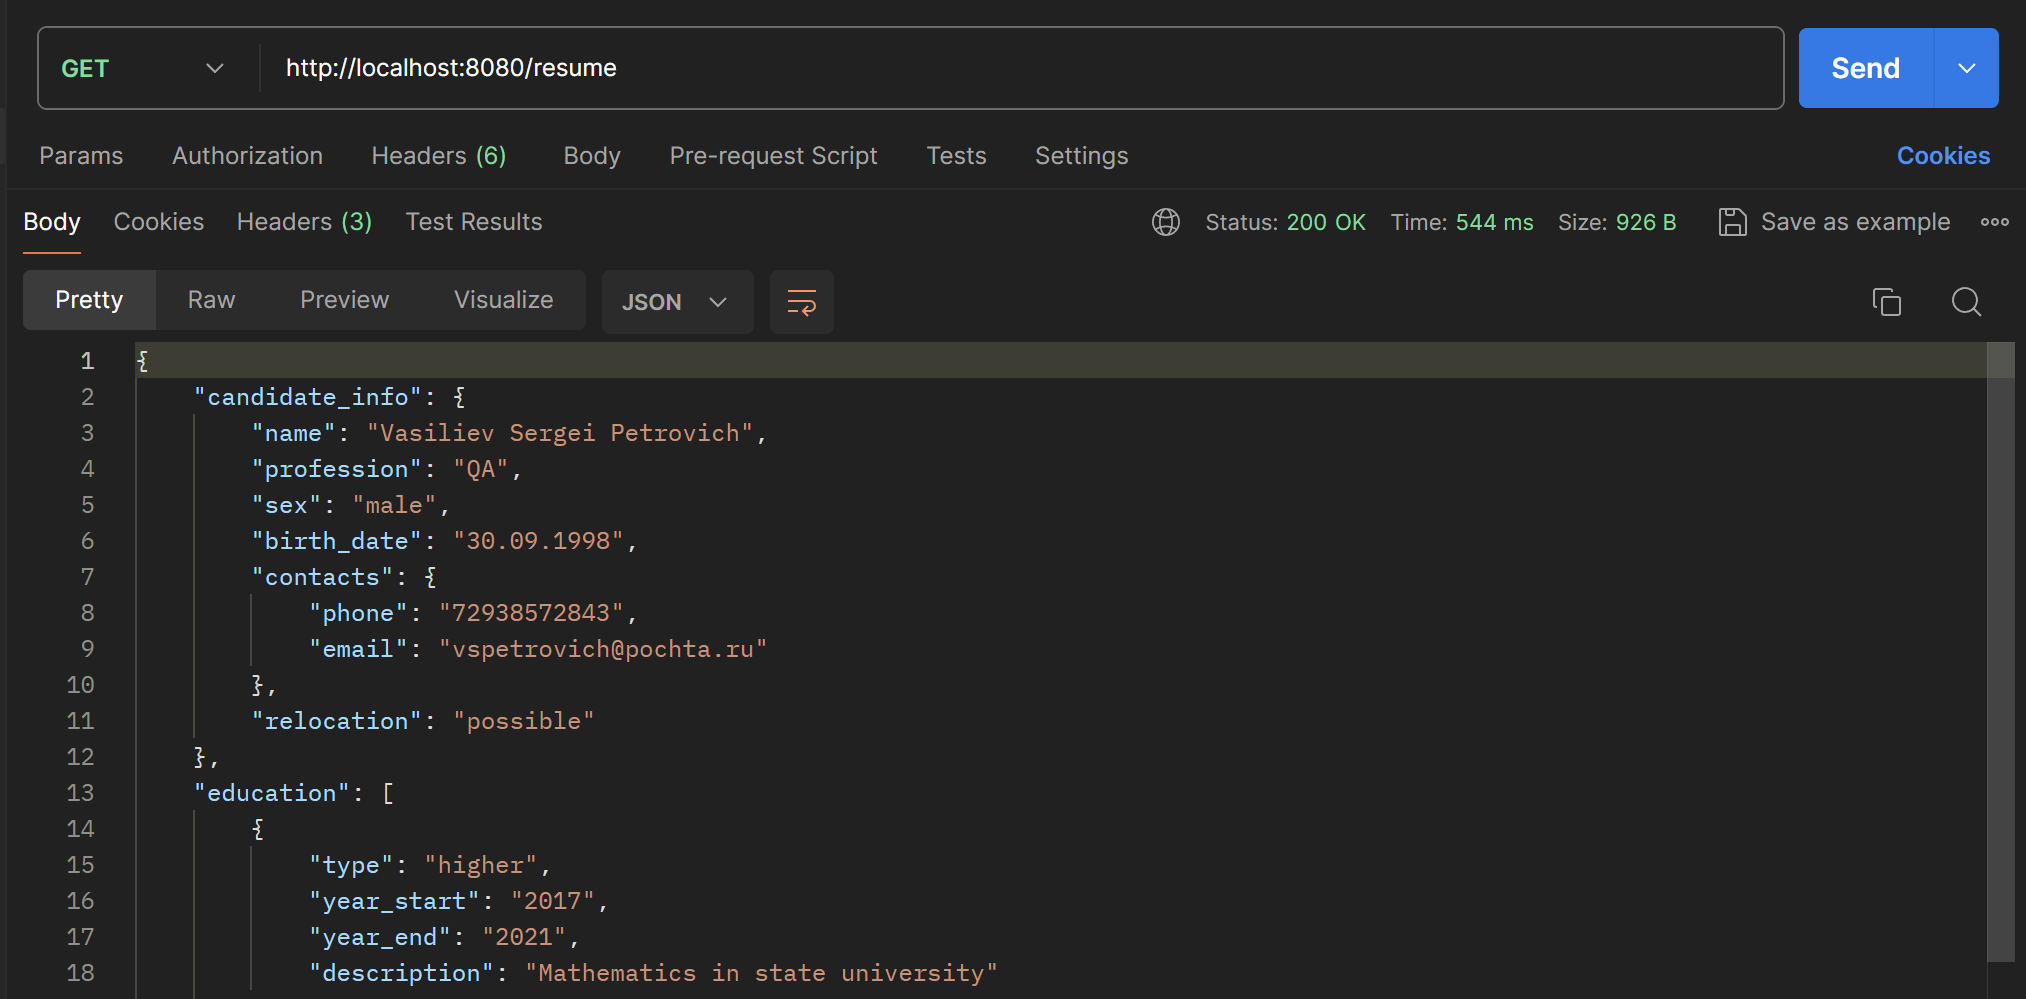 GET http://localhost:8080/resume Send
Params Authorization Headers (6) Body Pre-request Script Tests Settings Cookies
Body Cookies Headers (3) Test Results Status: 200 OK Time: 544 ms Size: 926 B Save as example
Pretty Raw Preview Visualize JSON
1 {
2 "candidate_info": {
3 "name": "Vasiliev Sergei Petrovich",
4 "profession": "QA",
5 "sex": "male",
6 "birth_date": "30.09.1998",
7 "contacts": {
8 "phone": "72938572843",
9 "email": "vspetrovich@pochta.ru"
10 },
11 "relocation": "possible"
12 },
13 "education": [
14 {
15 "type": "higher",
16 "year_start": "2017",
17 "year_end": "2021",
18 "description": "Mathematics in state university"